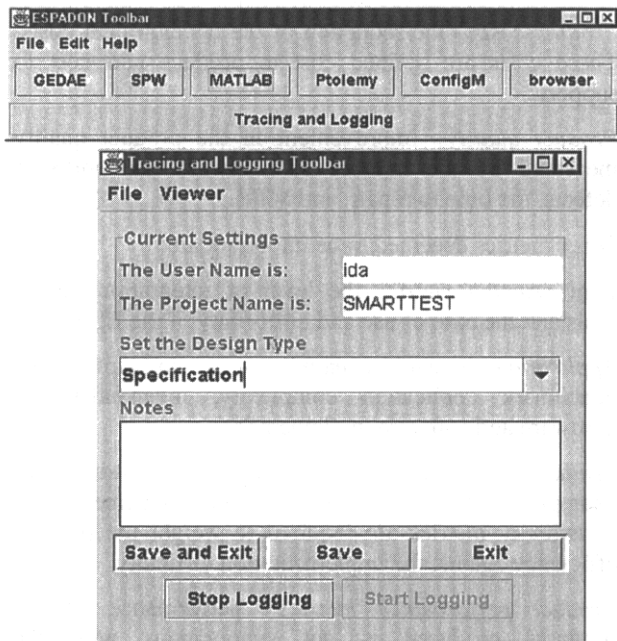 ESPADON Toolbar
File Edit Help
GEDAE SPW MATLAB Ptolemy ConfigM browser
Tracing and Logging
Tracing and Logging Toolbar
File Viewer
Current Settings
The User Name is: ida
The Project Name is: SMARTTEST
Set the Design Type
Specification
Notes
Save and Exit Save Exit
Stop Logging Start Logging